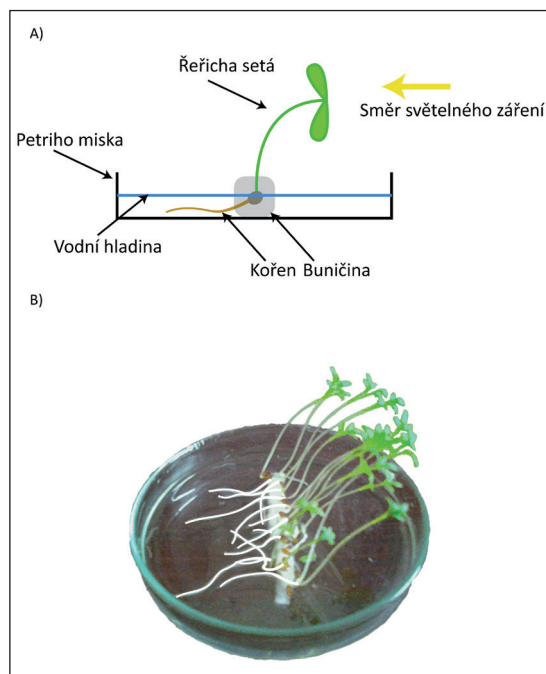 A)
Řeřicha setá
Směr světelného záření
Petriho miska
Vodní hladina
Kořen Buničina
B)